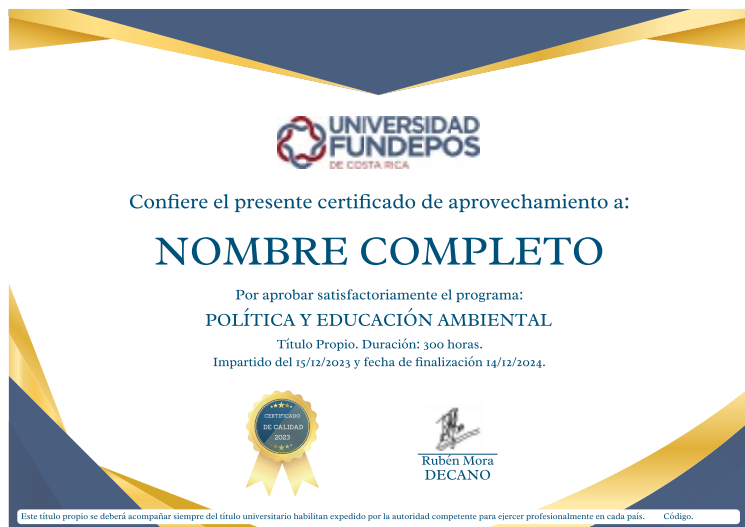 UNIVERSIDAD
FUNDEPOS
DE COSTA RICA
Confiere el presente certificado de aprovechamiento a:
NOMBRE COMPLETO
Por aprobar satisfactoriamente el programa:
POLÍTICA Y EDUCACIÓN AMBIENTAL
Título Propio. Duración: 300 horas.
Impartido del 15/12/2023 y fecha de finalización 14/12/2024.
CERTIFICADO
DE CALIDAD
2023
Rubén Mora
DECANO
Este título propio se deberá acompañar siempre del título universitario habilitan expedido por la autoridad competente para ejercer profesionalmente en cada país. Código.